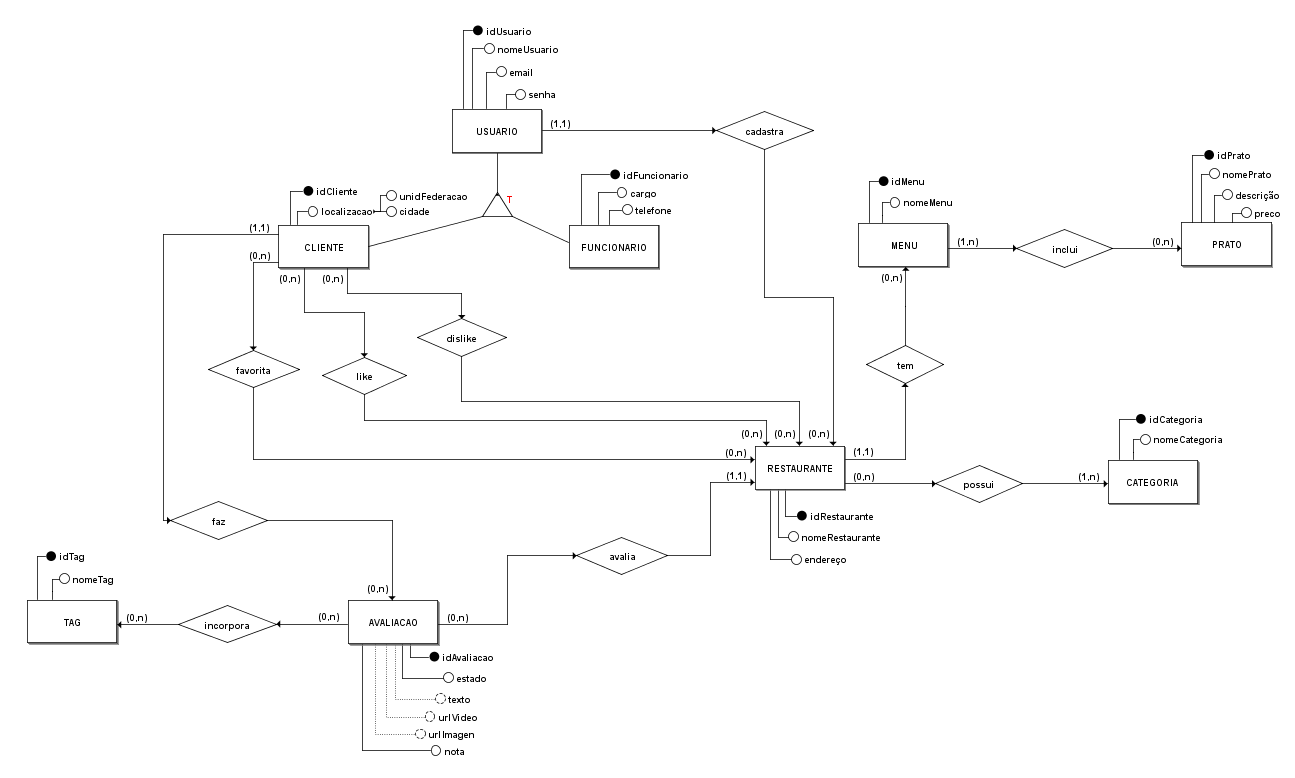 idUsuario
nomeUsuario
email
senha
USUARIO
(1,1)
cadastra
T
idCliente
localizacao
unidFederacao
cidade
CLIENTE
(1,1)
(0,n)
(0,n)
(0,n)
idFuncionario
cargo
telefone
FUNCIONARIO
idMenu
nomeMenu
MENU
(1,n)
(0,n)
inclui
(0,n)
idPrato
nomePrato
descrição
preco
PRATO
favorita
like
dislike
tem
(0,n)
(0,n)
(0,n)
(0,n)
(1,1)
RESTAURANTE
(1,1)
(0,n)
possui
(1,n)
idCategoria
nomeCategoria
CATEGORIA
idRestaurante
nomeRestaurante
endereço
faz
avalia
idTag
nomeTag
TAG
(0,n)
incorpora
(0,n)
(0,n)
AVALIACAO
(0,n)
idAvaliacao
estado
texto
urlVideo
urlImagen
nota